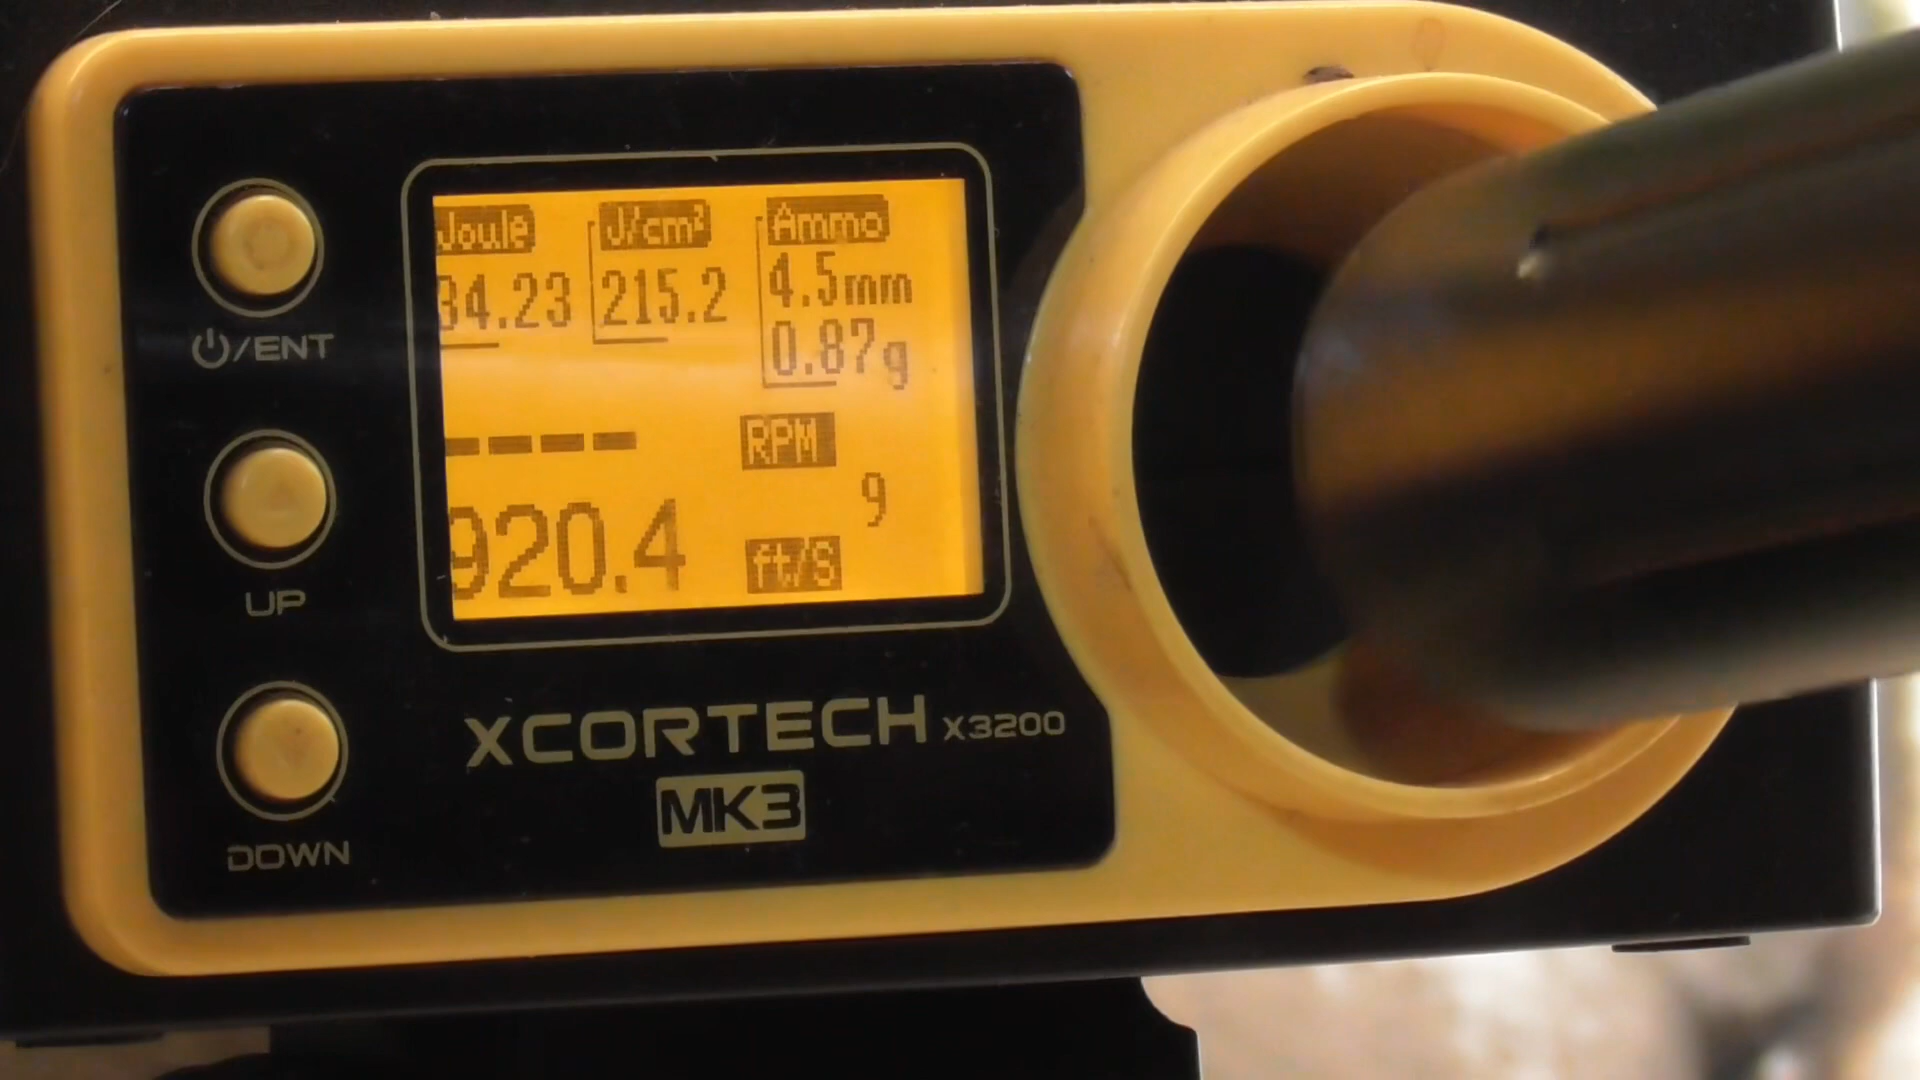 Joule J/cm² Ammo
34.23 215.2 4.5mm
0.87g
---- RPM
9
920.4 ft/s
⏻/ENT
UP
DOWN
XCORTECH X3200
MK3